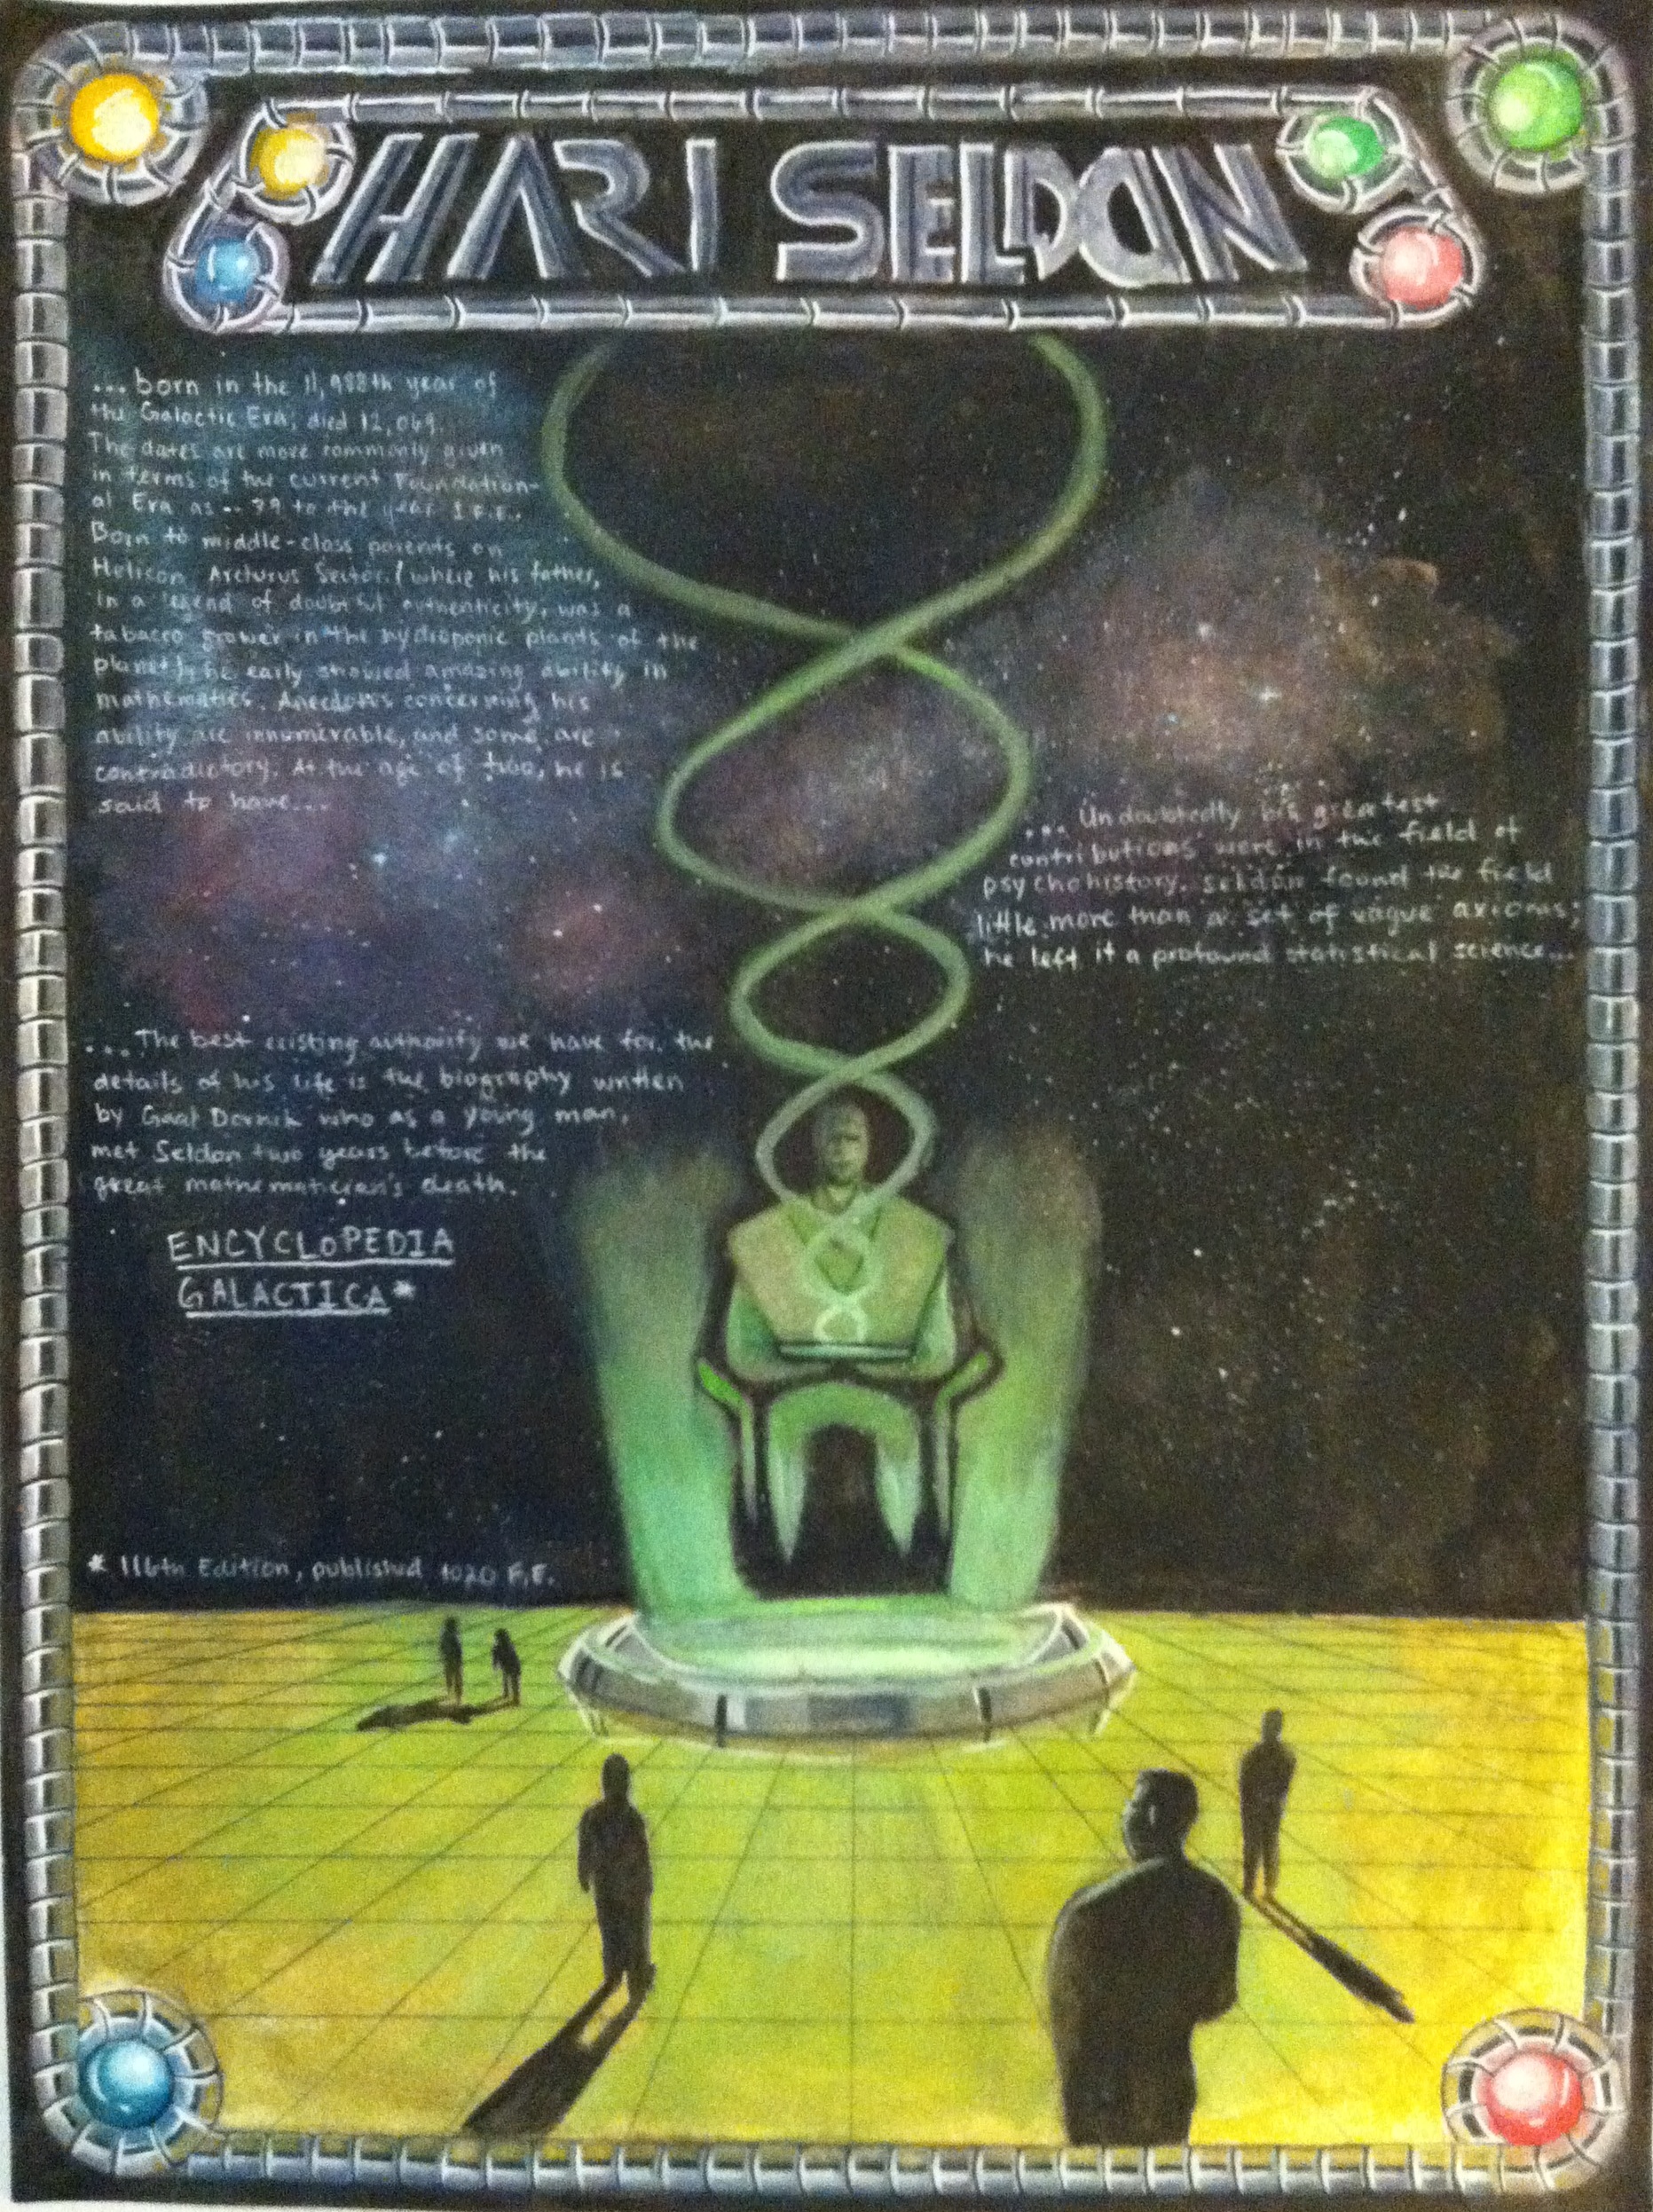 HARI SELDON
...born in the 11,988th year of
the Galactic Era; died 12,069.
The dates are more commonly given
in terms of the current Foundation-
al Era as -- 79 to the year 1 F.E..
Born to middle-class parents on
Helicon, Arcturus Sector (where his father,
in a legend of doubtful authenticity, was a
tabacco grower in the hydroponic plants of the
planet), he early showed amazing ability in
mathematics. Anecdotes concerning his
ability are innumerable, and some are
contradictory. At the age of two, he is
said to have...
... Undoubtedly his greatest
contributions were in the field of
psychohistory. Seldon found the field
little more than a set of vague axioms;
he left it a profound statistical science...
...The best existing authority we have for the
details of his life is the biography written
by Gaal Dornik who as a young man,
met Seldon two years before the
great mathematician's death.
ENCYCLOPEDIA
GALACTICA*
* 116th Edition, published 1020 F.E.